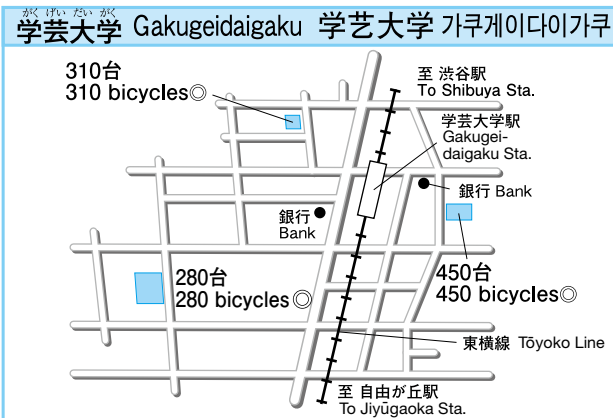 がく げい だい がく
学芸大学 Gakugeidaigaku 学艺大学 가쿠게이다이가쿠
310台
310 bicycles◎
至 渋谷駅
To Shibuya Sta.
学芸大学駅
Gakugei-
daigaku Sta.
銀行 Bank
銀行
Bank
280台
280 bicycles◎
450台
450 bicycles◎
東横線 Tōyoko Line
至 自由が丘駅
To Jiyūgaoka Sta.